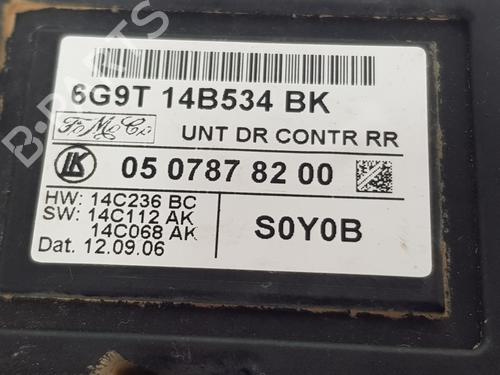 6G9T 14B534 BK
FoMoCo
UNT DR CONTR RR
LK
05 0787 82 00
HW: 14C236 BC
SW: 14C112 AK
14C068 AK
Dat. 12.09.06
S0Y0B
B-PARTS